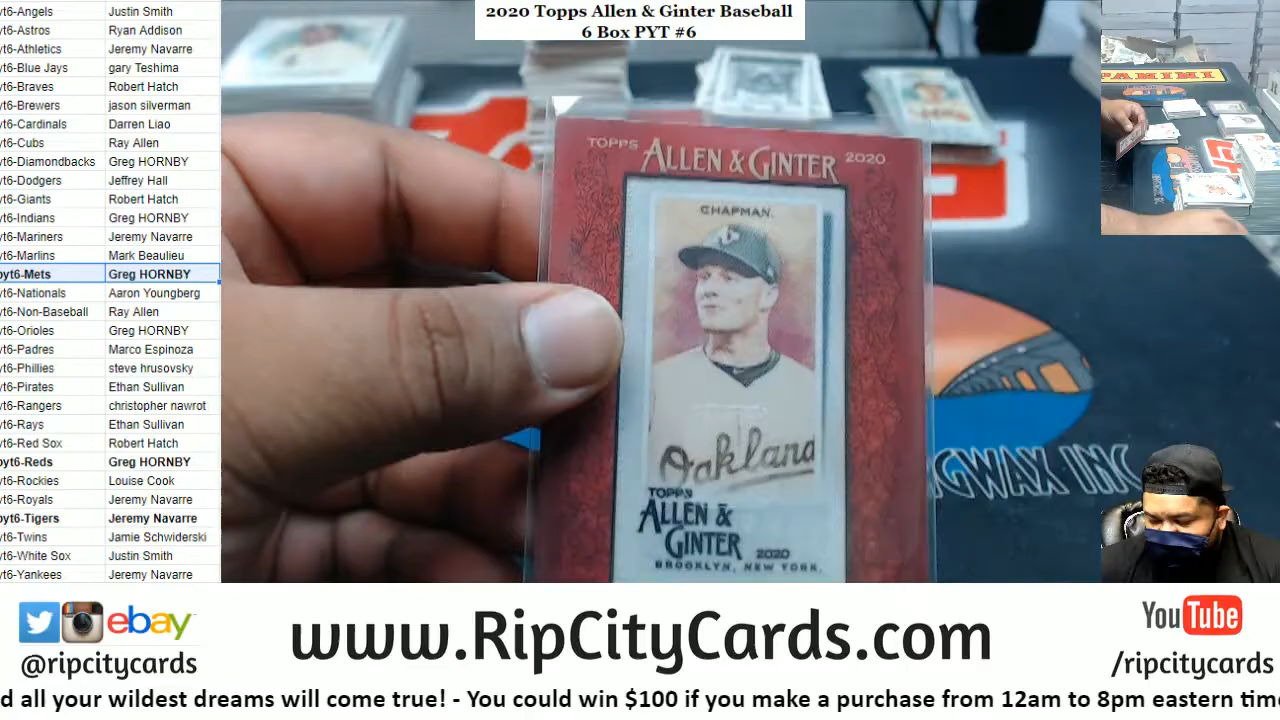 2020 Topps Allen & Ginter Baseball
6 Box PYT #6
yt6-Angels Justin Smith
yt6-Astros Ryan Addison
yt6-Athletics Jeremy Navarre
yt6-Blue Jays gary Teshima
yt6-Braves Robert Hatch
yt6-Brewers jason silverman
yt6-Cardinals Darren Liao
yt6-Cubs Ray Allen
yt6-Diamondbacks Greg HORNBY
yt6-Dodgers Jeffrey Hall
yt6-Giants Robert Hatch
yt6-Indians Greg HORNBY
yt6-Mariners Jeremy Navarre
yt6-Marlins Mark Beaulieu
pyt6-Mets Greg HORNBY
yt6-Nationals Aaron Youngberg
yt6-Non-Baseball Ray Allen
yt6-Orioles Greg HORNBY
yt6-Padres Marco Espinoza
yt6-Phillies steve hrusovsky
yt6-Pirates Ethan Sullivan
yt6-Rangers christopher nawrot
yt6-Rays Ethan Sullivan
yt6-Red Sox Robert Hatch
pyt6-Reds Greg HORNBY
yt6-Rockies Louise Cook
yt6-Royals Jeremy Navarre
pyt6-Tigers Jeremy Navarre
yt6-Twins Jamie Schwiderski
yt6-White Sox Justin Smith
yt6-Yankees Jeremy Navarre
TOPPS ALLEN & GINTER 2020
CHAPMAN.
Oakland
TOPPS
ALLEN &
GINTER 2020
BROOKLYN, NEW YORK.
GWAX INC
PANINI
ebay
@ripcitycards
www.RipCityCards.com
YouTube
/ripcitycards
d all your wildest dreams will come true! - You could win $100 if you make a purchase from 12am to 8pm eastern time